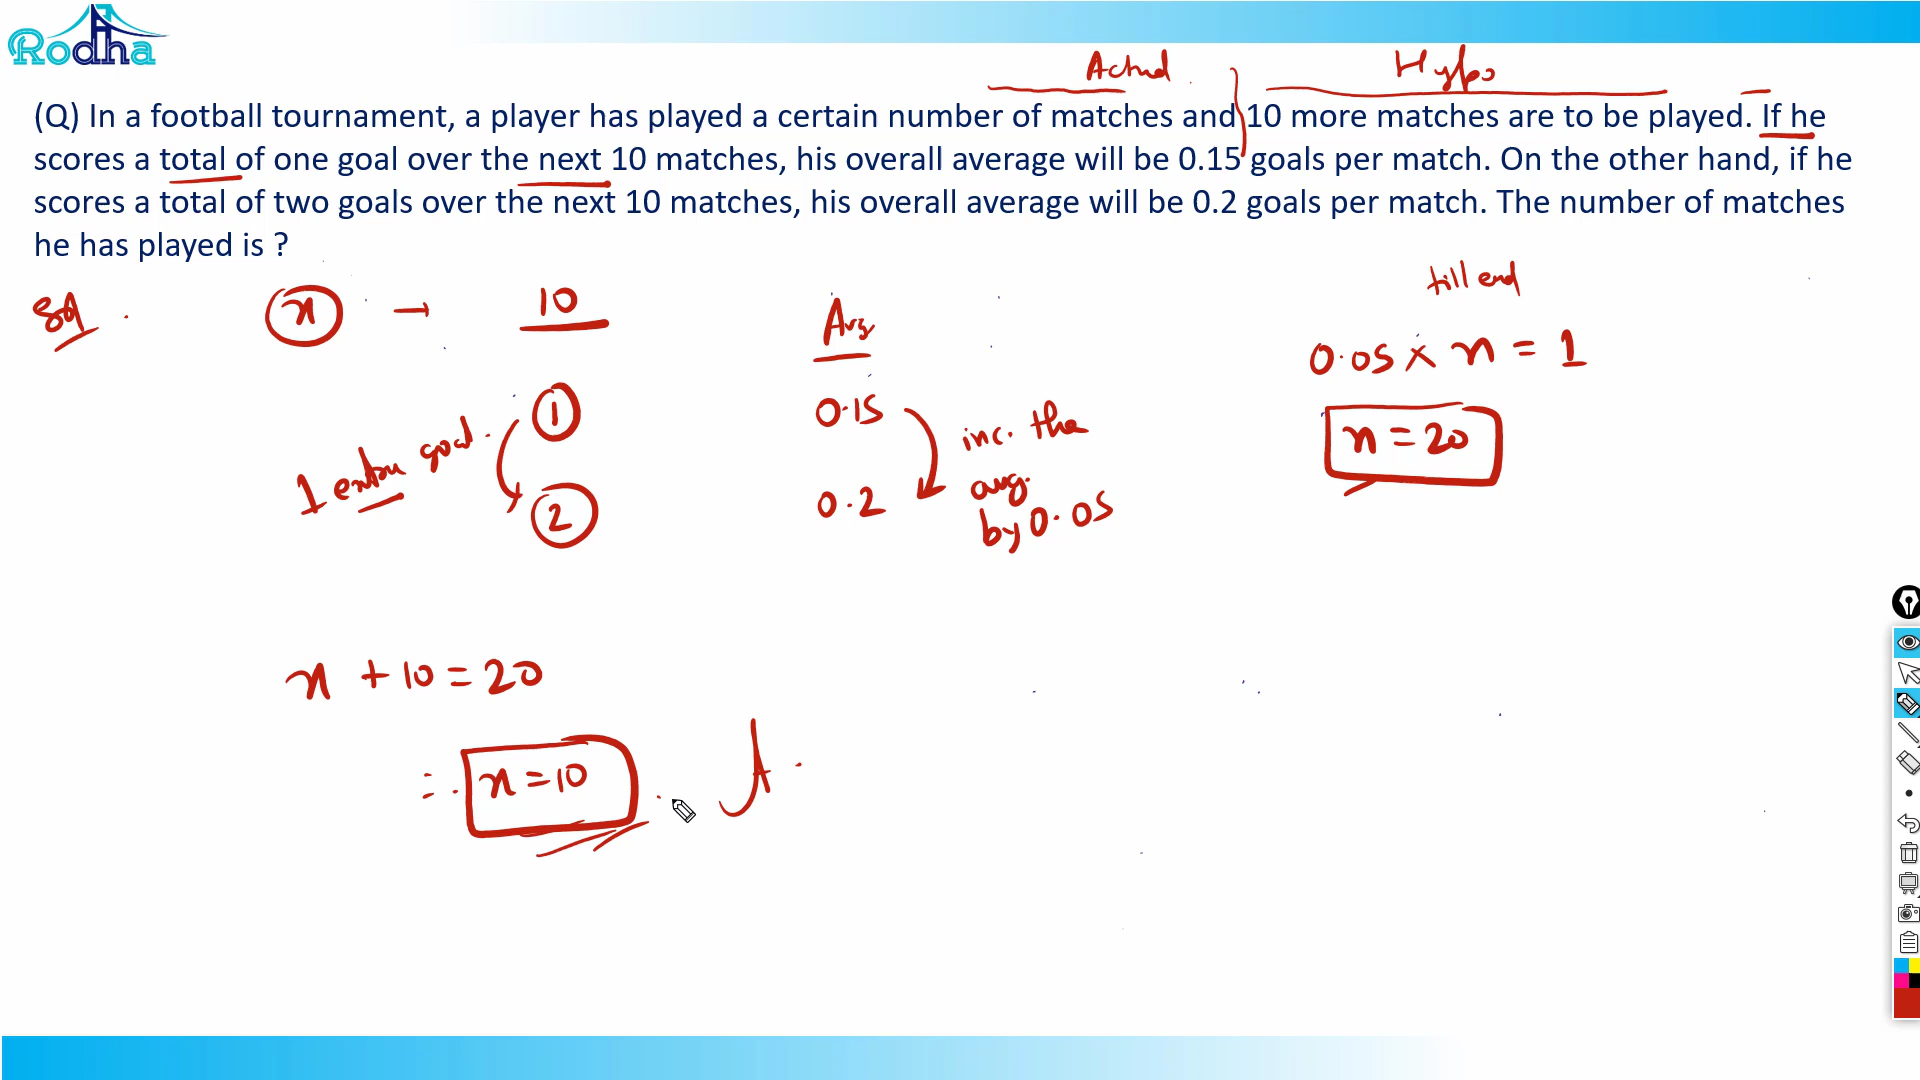 Rodha
Actual
Hypo
(Q) In a football tournament, a player has played a certain number of matches and 10 more matches are to be played. If he
scores a total of one goal over the next 10 matches, his overall average will be 0.15 goals per match. On the other hand, if he
scores a total of two goals over the next 10 matches, his overall average will be 0.2 goals per match. The number of matches
he has played is ?
Sol.
x → 10
Avg
till end
0.05 × n = 1
1 extra goal.
1
0.15
inc. the
n = 20
2
0.2
avg.
by 0.05
x + 10 = 20
∴ x = 10.